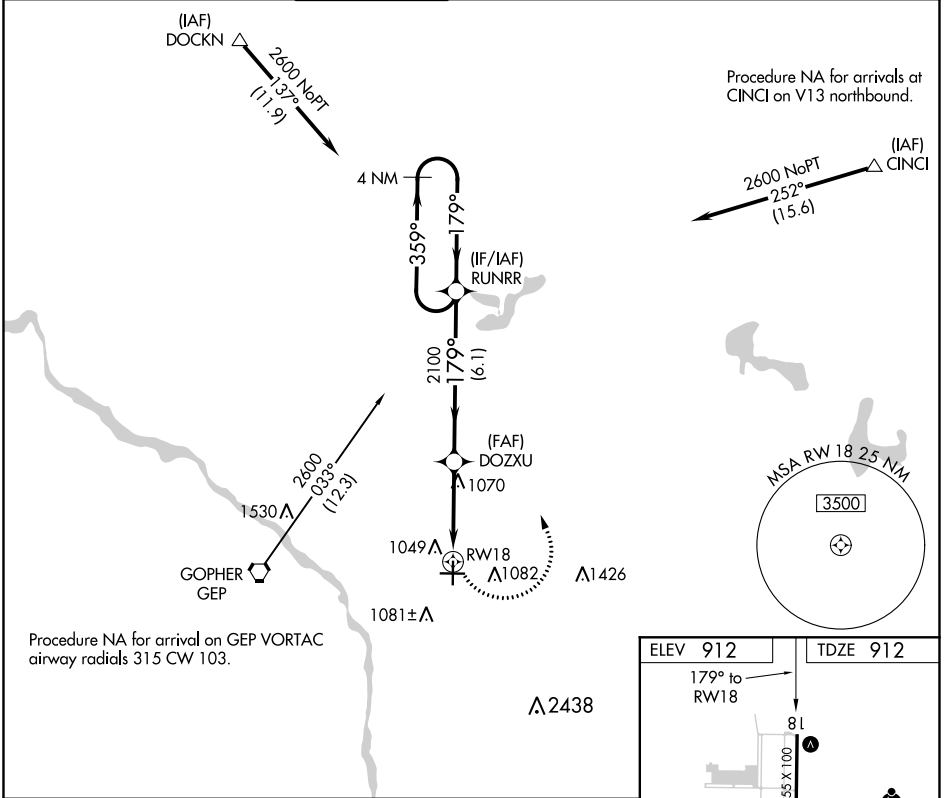 (IAF)
DOCKN
2600 NoPT
137°
(11.9)
Procedure NA for arrivals at
CINCI on V13 northbound.
(IAF)
CINCI
2600 NoPT
252°
(15.6)
4 NM
359°
179°
(IF/IAF)
RUNRR
2100
179°
(6.1)
(FAF)
DOZXU
1070
2600
033°
(12.3)
1530
1049
RW18
1082
1426
GOPHER
GEP
1081±
MSA RW 18 25 NM
3500
Procedure NA for arrival on GEP VORTAC
airway radials 315 CW 103.
2438
ELEV 912
TDZE 912
179° to
RW18
18
55 X 100